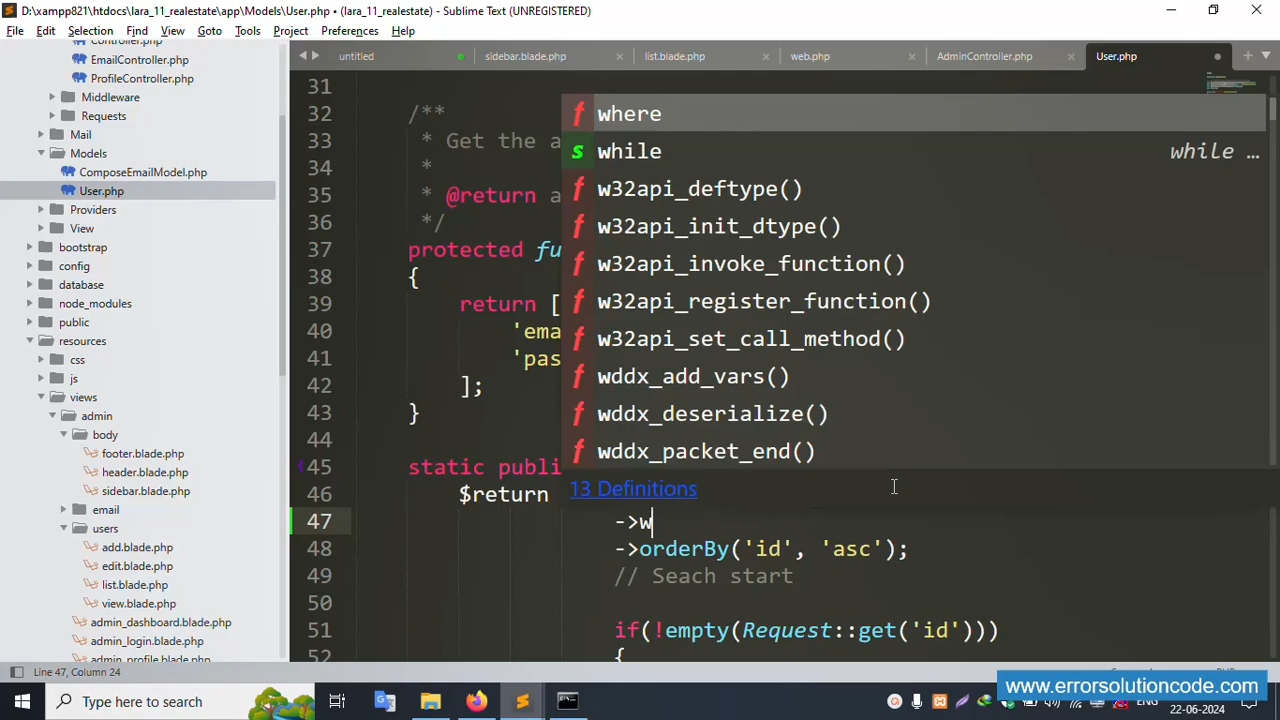 D:\xampp821\htdocs\lara_11_realestate\app\Models\User.php • (lara_11_realestate) - Sublime Text (UNREGISTERED)
File Edit Selection Find View Goto Tools Project Preferences Help
untitled sidebar.blade.php list.blade.php web.php AdminController.php User.php
Controller.php
EmailController.php
ProfileController.php
Middleware
Requests
Mail
Models
ComposeEmailModel.php
User.php
Providers
View
bootstrap
config
database
node_modules
public
resources
css
js
views
admin
body
footer.blade.php
header.blade.php
sidebar.blade.php
email
users
add.blade.php
edit.blade.php
list.blade.php
view.blade.php
admin_dashboard.blade.php
admin_login.blade.php
admin_profile.blade.php
31
32 /**
33 * Get the a
34 *
35 * @return a
36 */
37 protected fu
38 {
39 return [
40 'ema
41 'pas
42 ];
43 }
44
45 static publi
46 $return
47 ->w
48 ->orderBy('id', 'asc');
49 // Seach start
50
51 if(!empty(Request::get('id')))
52 {
f where
s while while ...
f w32api_deftype()
f w32api_init_dtype()
f w32api_invoke_function()
f w32api_register_function()
f w32api_set_call_method()
f wddx_add_vars()
f wddx_deserialize()
f wddx_packet_end()
13 Definitions
Line 47, Column 24
www.errorsolutioncode.com
Type here to search
ENG
22-06-2024